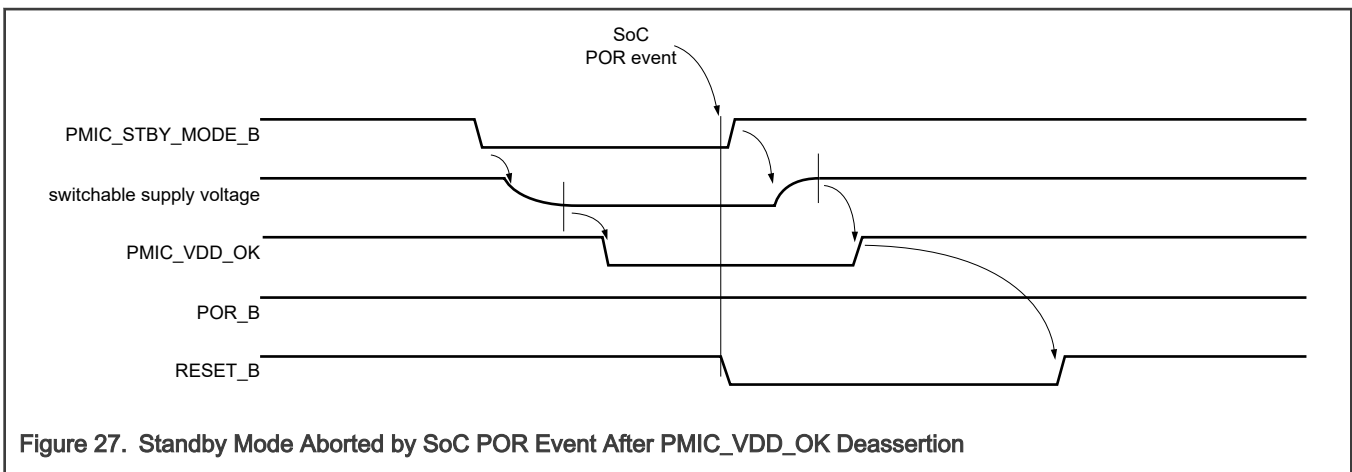 SoC
POR event
PMIC_STBY_MODE_B
switchable supply voltage
PMIC_VDD_OK
POR_B
RESET_B
Figure 27. Standby Mode Aborted by SoC POR Event After PMIC_VDD_OK Deassertion